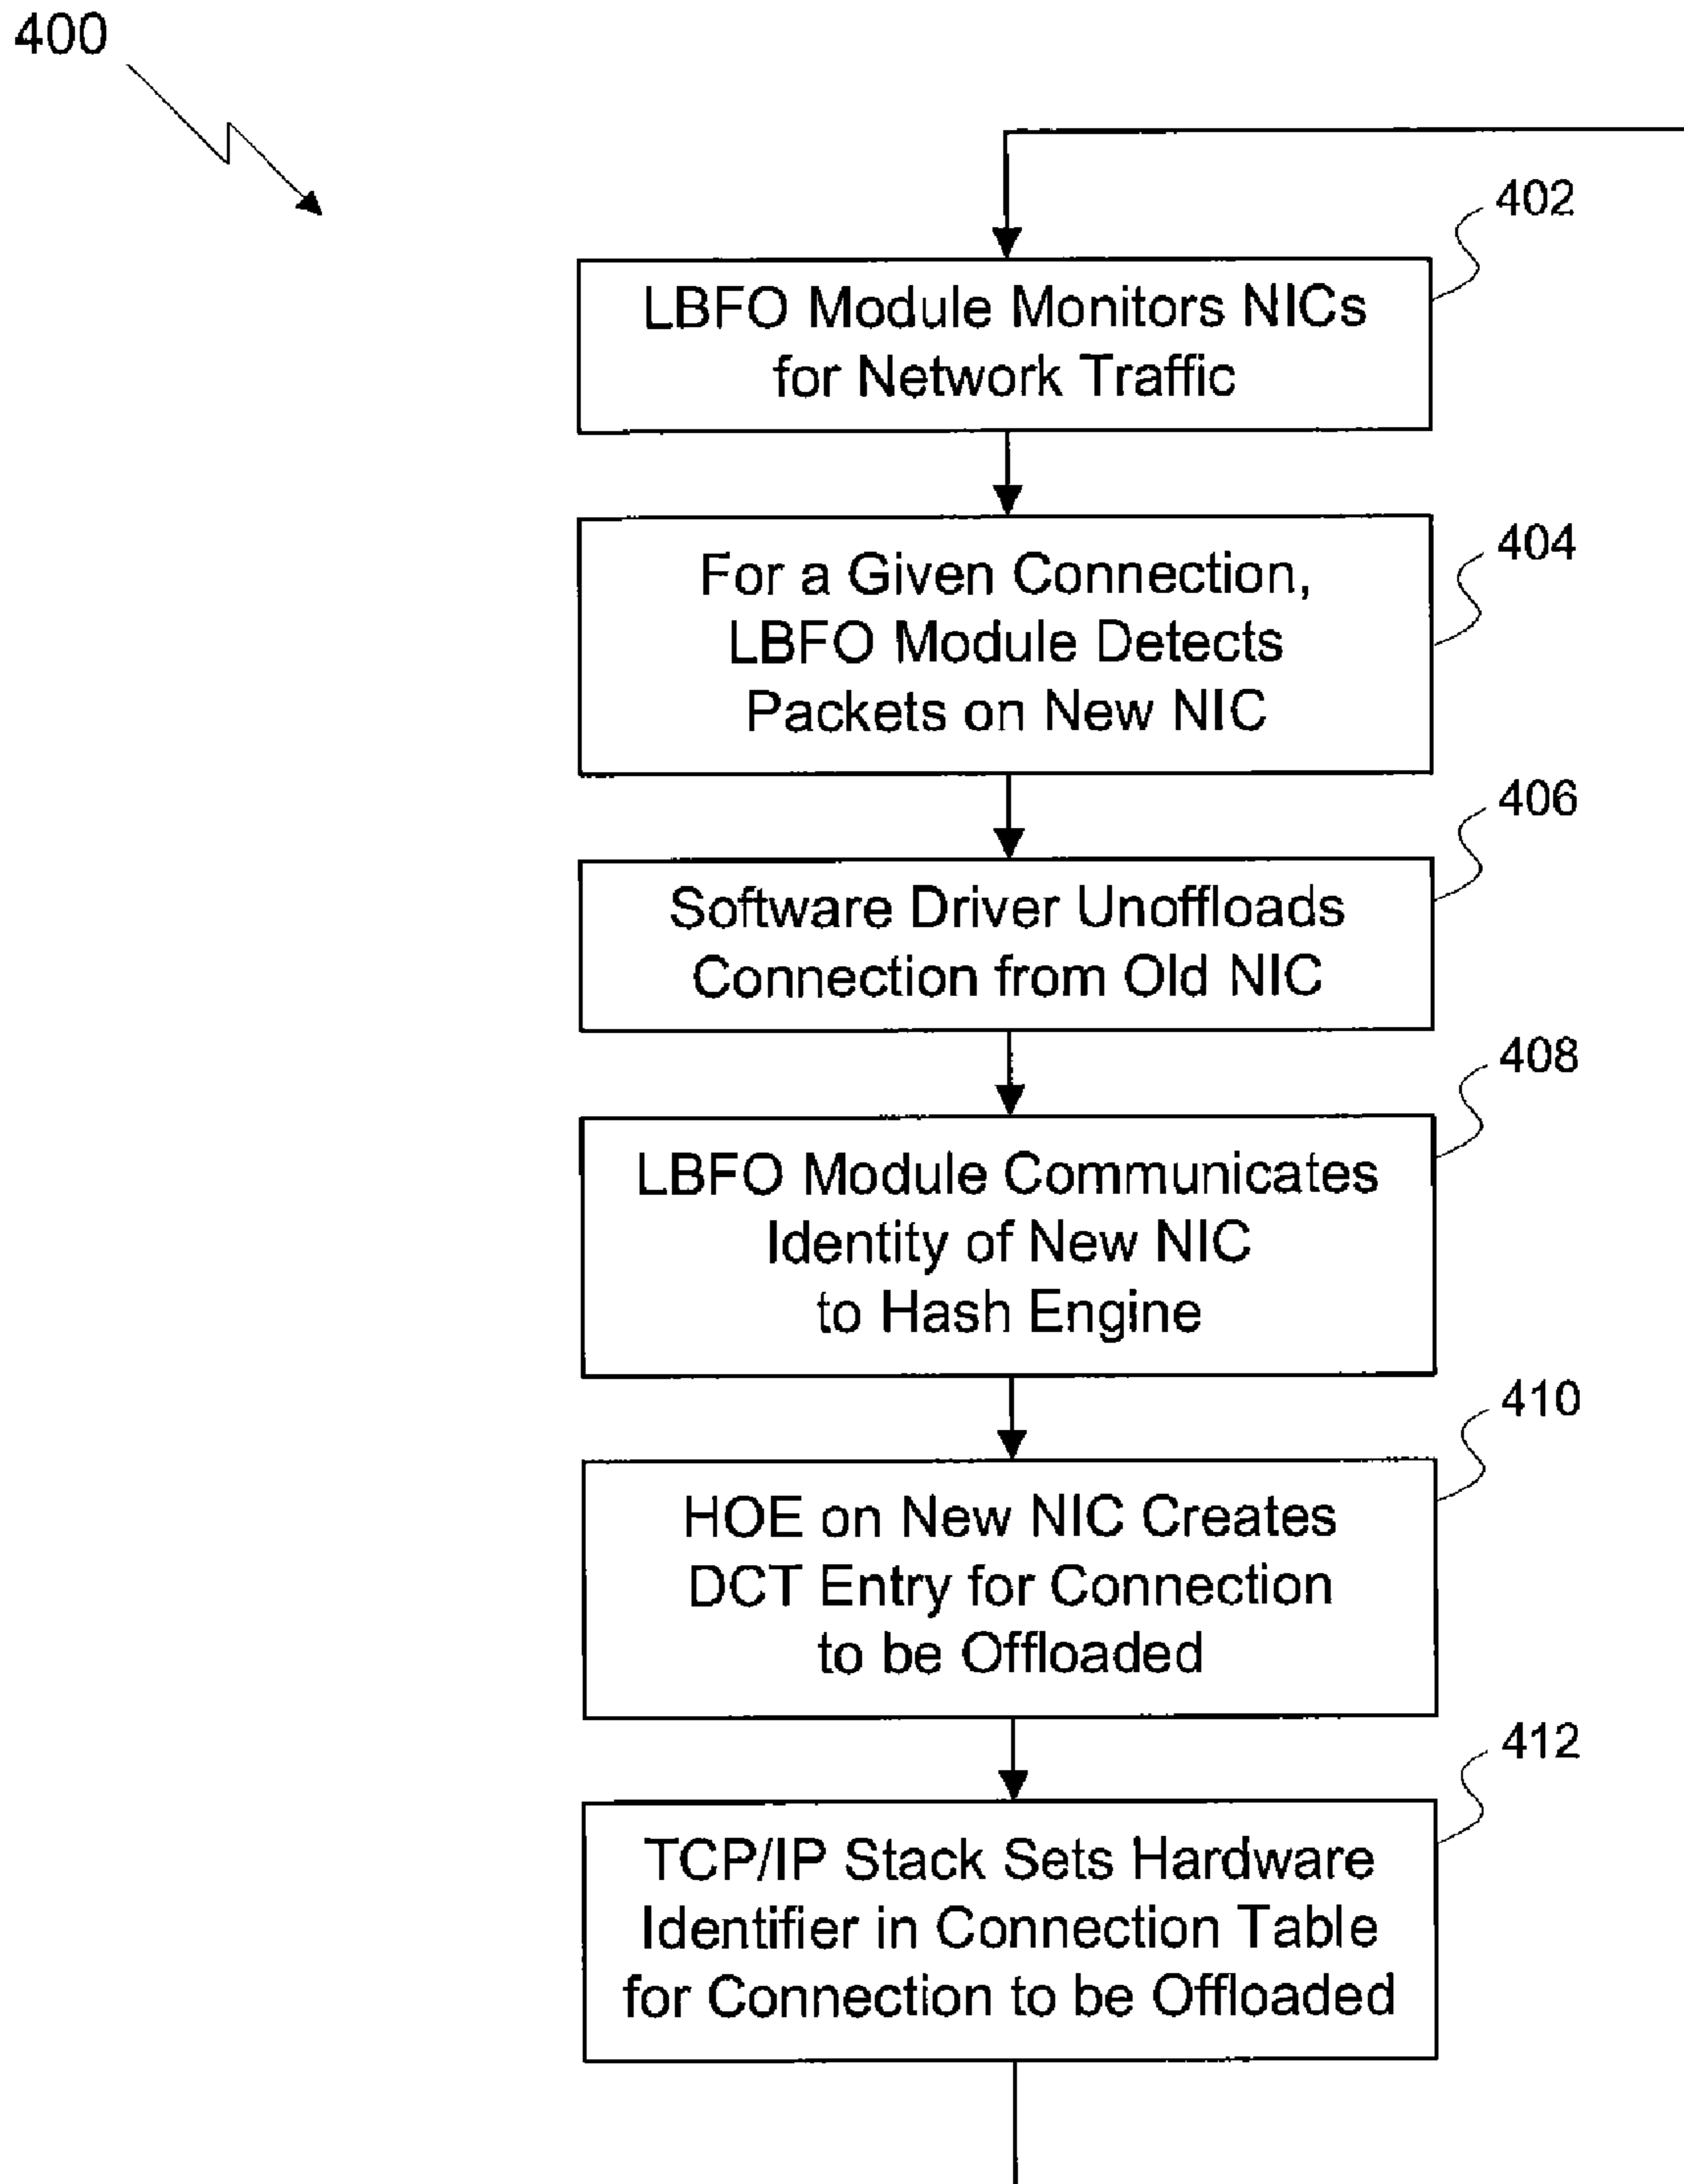 400
402
LBFO Module Monitors NICs
for Network Traffic
404
For a Given Connection,
LBFO Module Detects
Packets on New NIC
406
Software Driver Unoffloads
Connection from Old NIC
408
LBFO Module Communicates
Identity of New NIC
to Hash Engine
410
HOE on New NIC Creates
DCT Entry for Connection
to be Offloaded
412
TCP/IP Stack Sets Hardware
Identifier in Connection Table
for Connection to be Offloaded